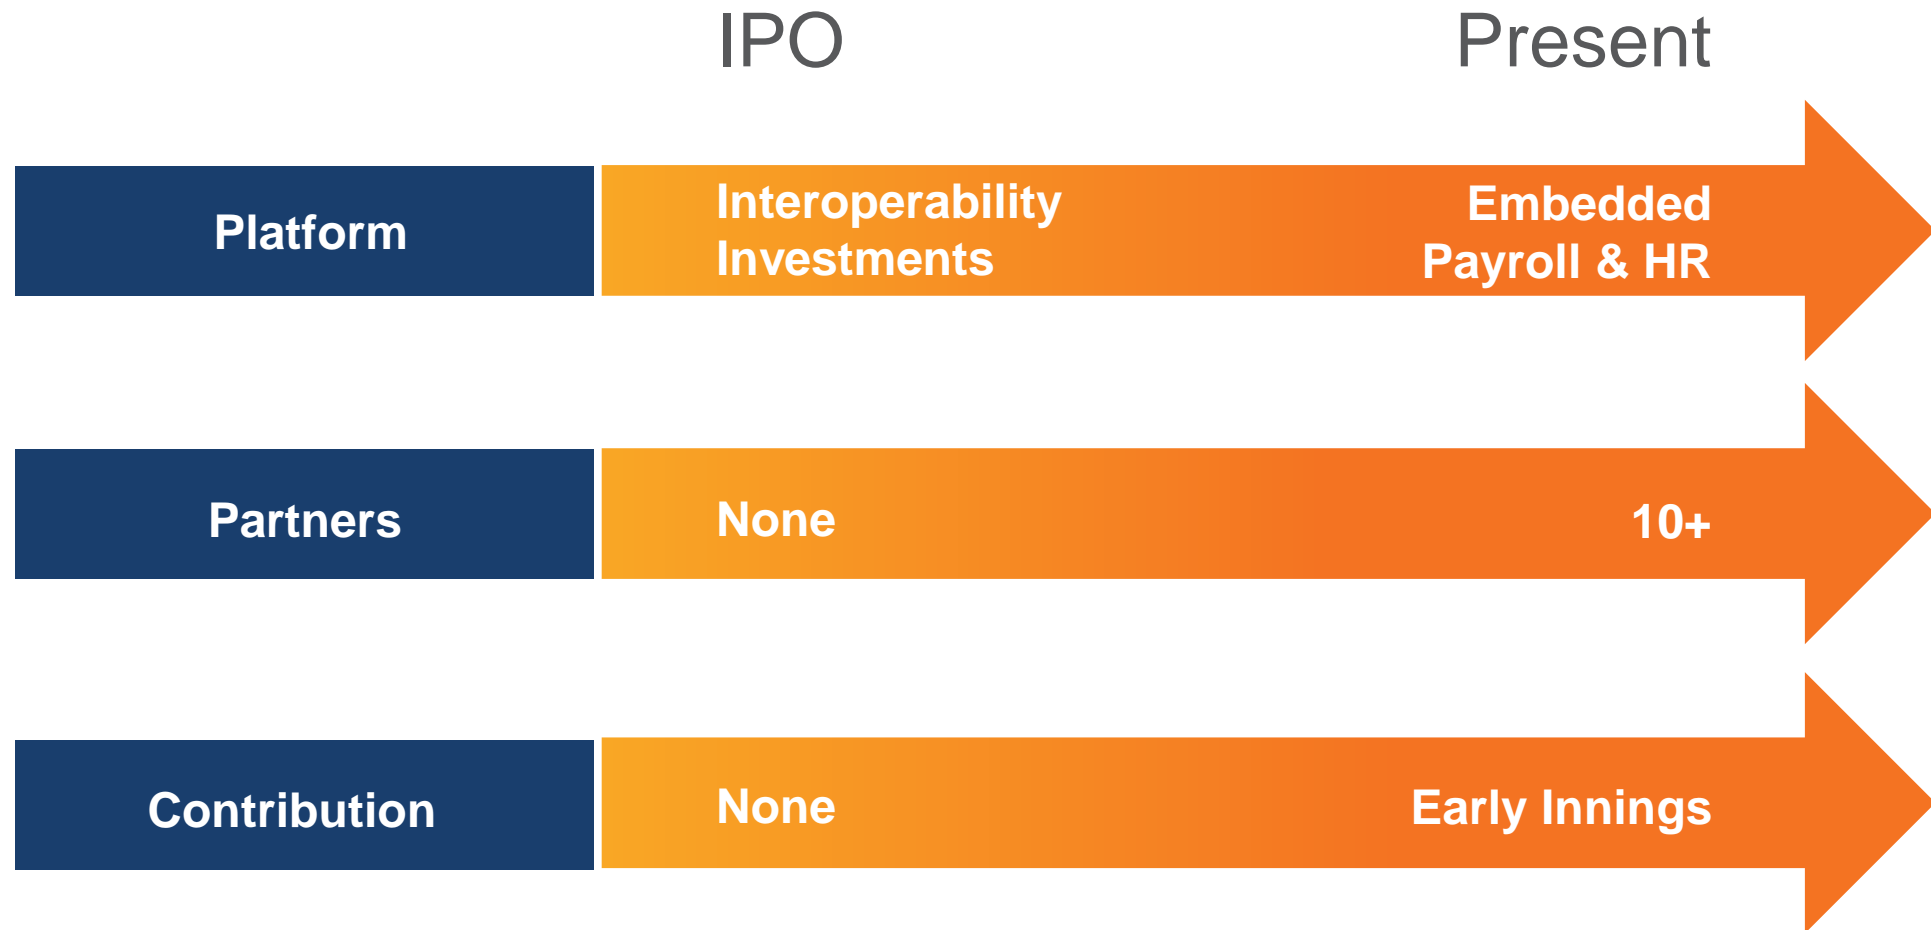 IPO
Present
Platform
Interoperability
Investments
Embedded
Payroll & HR
Partners
None
10+
Contribution
None
Early Innings